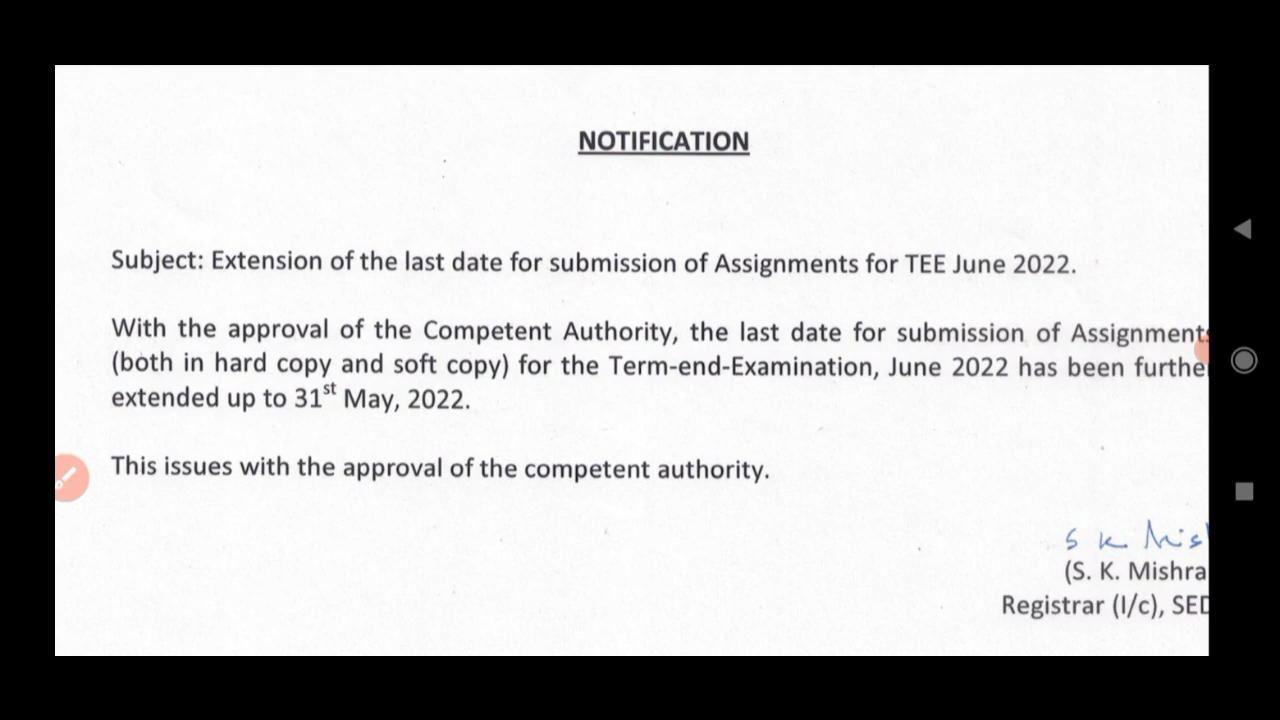 NOTIFICATION
Subject: Extension of the last date for submission of Assignments for TEE June 2022.
With the approval of the Competent Authority, the last date for submission of Assignments
(both in hard copy and soft copy) for the Term-end-Examination, June 2022 has been further
extended up to 31st May, 2022.
This issues with the approval of the competent authority.
S K Mis
(S. K. Mishra
Registrar (I/c), SED